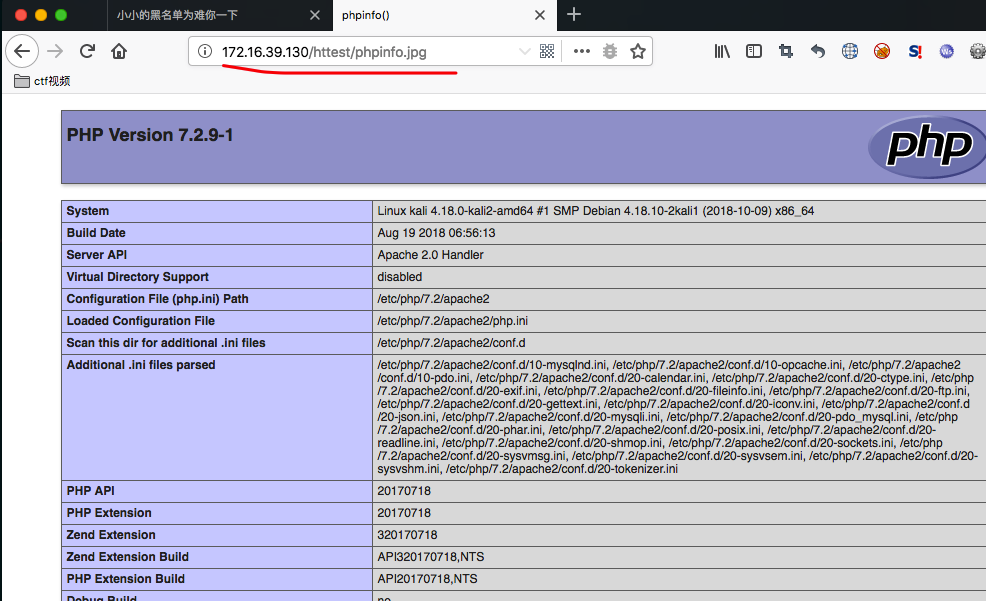 小小的黑名单为难你一下
phpinfo()
172.16.39.130/httest/phpinfo.jpg
S!
ctf视频
PHP Version 7.2.9-1
php
System Linux kali 4.18.0-kali2-amd64 #1 SMP Debian 4.18.10-2kali1 (2018-10-09) x86_64
Build Date Aug 19 2018 06:56:13
Server API Apache 2.0 Handler
Virtual Directory Support disabled
Configuration File (php.ini) Path /etc/php/7.2/apache2
Loaded Configuration File /etc/php/7.2/apache2/php.ini
Scan this dir for additional .ini files /etc/php/7.2/apache2/conf.d
Additional .ini files parsed /etc/php/7.2/apache2/conf.d/10-mysqlnd.ini, /etc/php/7.2/apache2/conf.d/10-opcache.ini, /etc/php/7.2/apache2
/conf.d/10-pdo.ini, /etc/php/7.2/apache2/conf.d/20-calendar.ini, /etc/php/7.2/apache2/conf.d/20-ctype.ini, /etc/php
/7.2/apache2/conf.d/20-exif.ini, /etc/php/7.2/apache2/conf.d/20-fileinfo.ini, /etc/php/7.2/apache2/conf.d/20-ftp.ini,
/etc/php/7.2/apache2/conf.d/20-gettext.ini, /etc/php/7.2/apache2/conf.d/20-iconv.ini, /etc/php/7.2/apache2/conf.d
/20-json.ini, /etc/php/7.2/apache2/conf.d/20-mysqli.ini, /etc/php/7.2/apache2/conf.d/20-pdo_mysql.ini, /etc/php
/7.2/apache2/conf.d/20-phar.ini, /etc/php/7.2/apache2/conf.d/20-posix.ini, /etc/php/7.2/apache2/conf.d/20-
readline.ini, /etc/php/7.2/apache2/conf.d/20-shmop.ini, /etc/php/7.2/apache2/conf.d/20-sockets.ini, /etc/php
/7.2/apache2/conf.d/20-sysvmsg.ini, /etc/php/7.2/apache2/conf.d/20-sysvsem.ini, /etc/php/7.2/apache2/conf.d/20-
sysvshm.ini, /etc/php/7.2/apache2/conf.d/20-tokenizer.ini
PHP API 20170718
PHP Extension 20170718
Zend Extension 320170718
Zend Extension Build API320170718,NTS
PHP Extension Build API20170718,NTS
Debug Build no